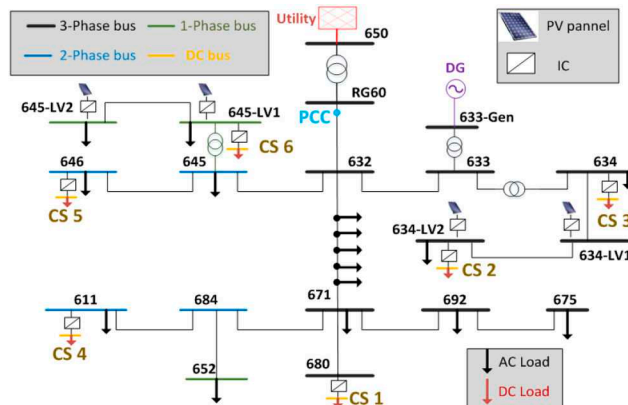 3-Phase bus
1-Phase bus
2-Phase bus
DC bus
Utility
650
RG60
PCC
DG
633-Gen
PV pannel
IC
645-LV2
645-LV1
CS 6
646
645
632
633
634
CS 5
CS 3
634-LV2
CS 2
634-LV1
611
684
671
692
675
CS 4
652
680
CS 1
AC Load
DC Load